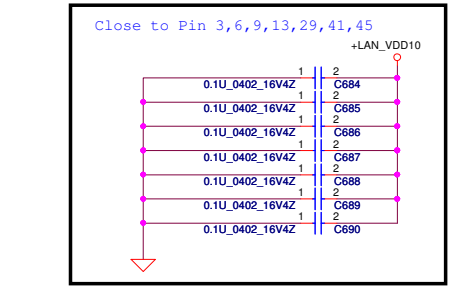 Close to Pin 3,6,9,13,29,41,45
+LAN_VDD10
1 2
0.1U_0402_16V4Z C684
1 2
0.1U_0402_16V4Z C685
1 2
0.1U_0402_16V4Z C686
1 2
0.1U_0402_16V4Z C687
1 2
0.1U_0402_16V4Z C688
1 2
0.1U_0402_16V4Z C689
1 2
0.1U_0402_16V4Z C690